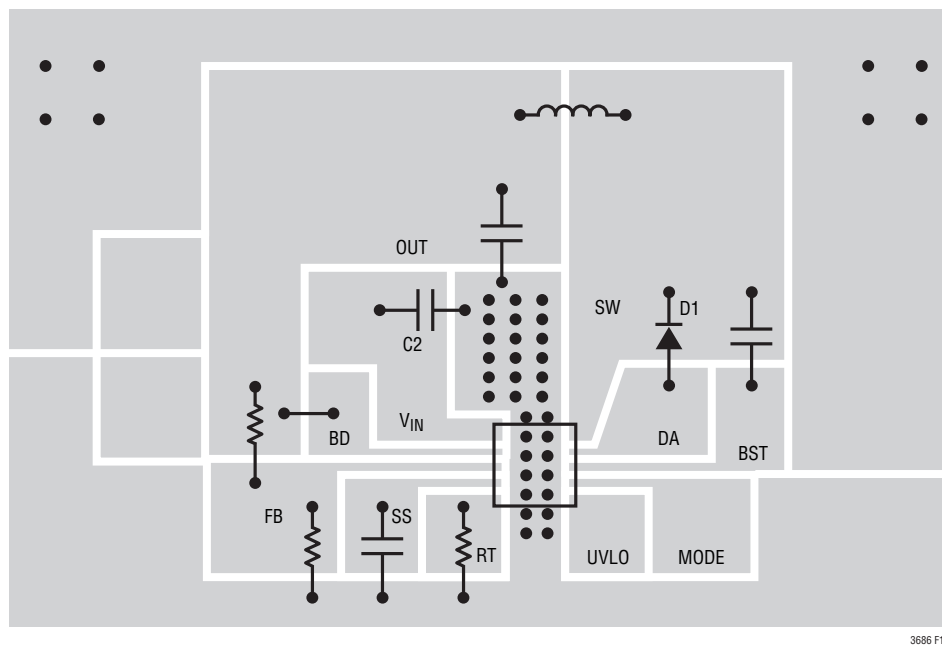 OUT
SW
D1
C2
VIN
BD
DA
BST
FB
SS
RT
UVLO
MODE
3686 F1